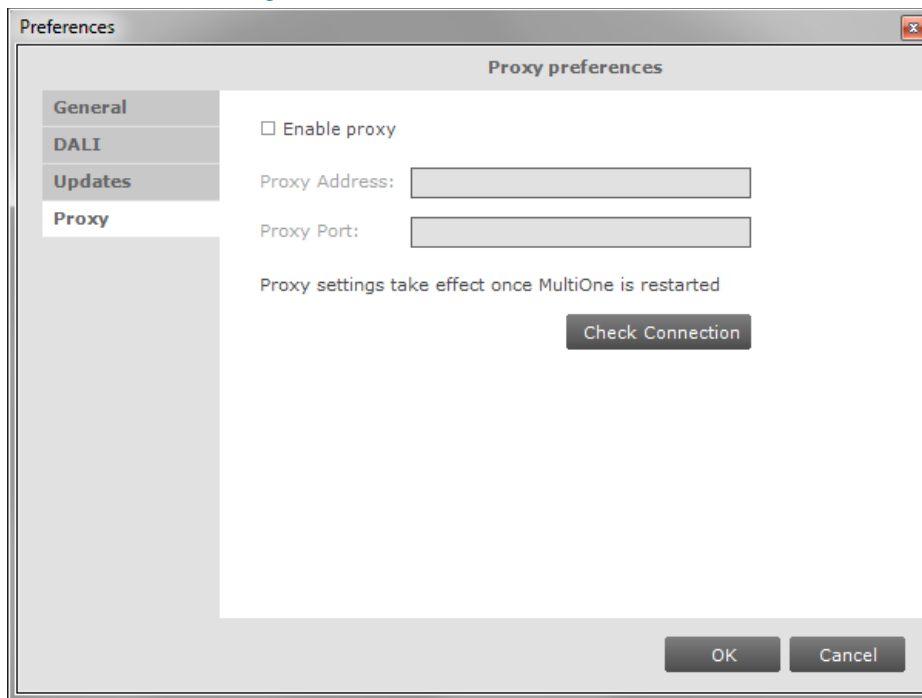 Preferences
Proxy preferences
General
DALI
Updates
Proxy
Enable proxy
Proxy Address:
Proxy Port:
Proxy settings take effect once MultiOne is restarted
Check Connection
OK
Cancel